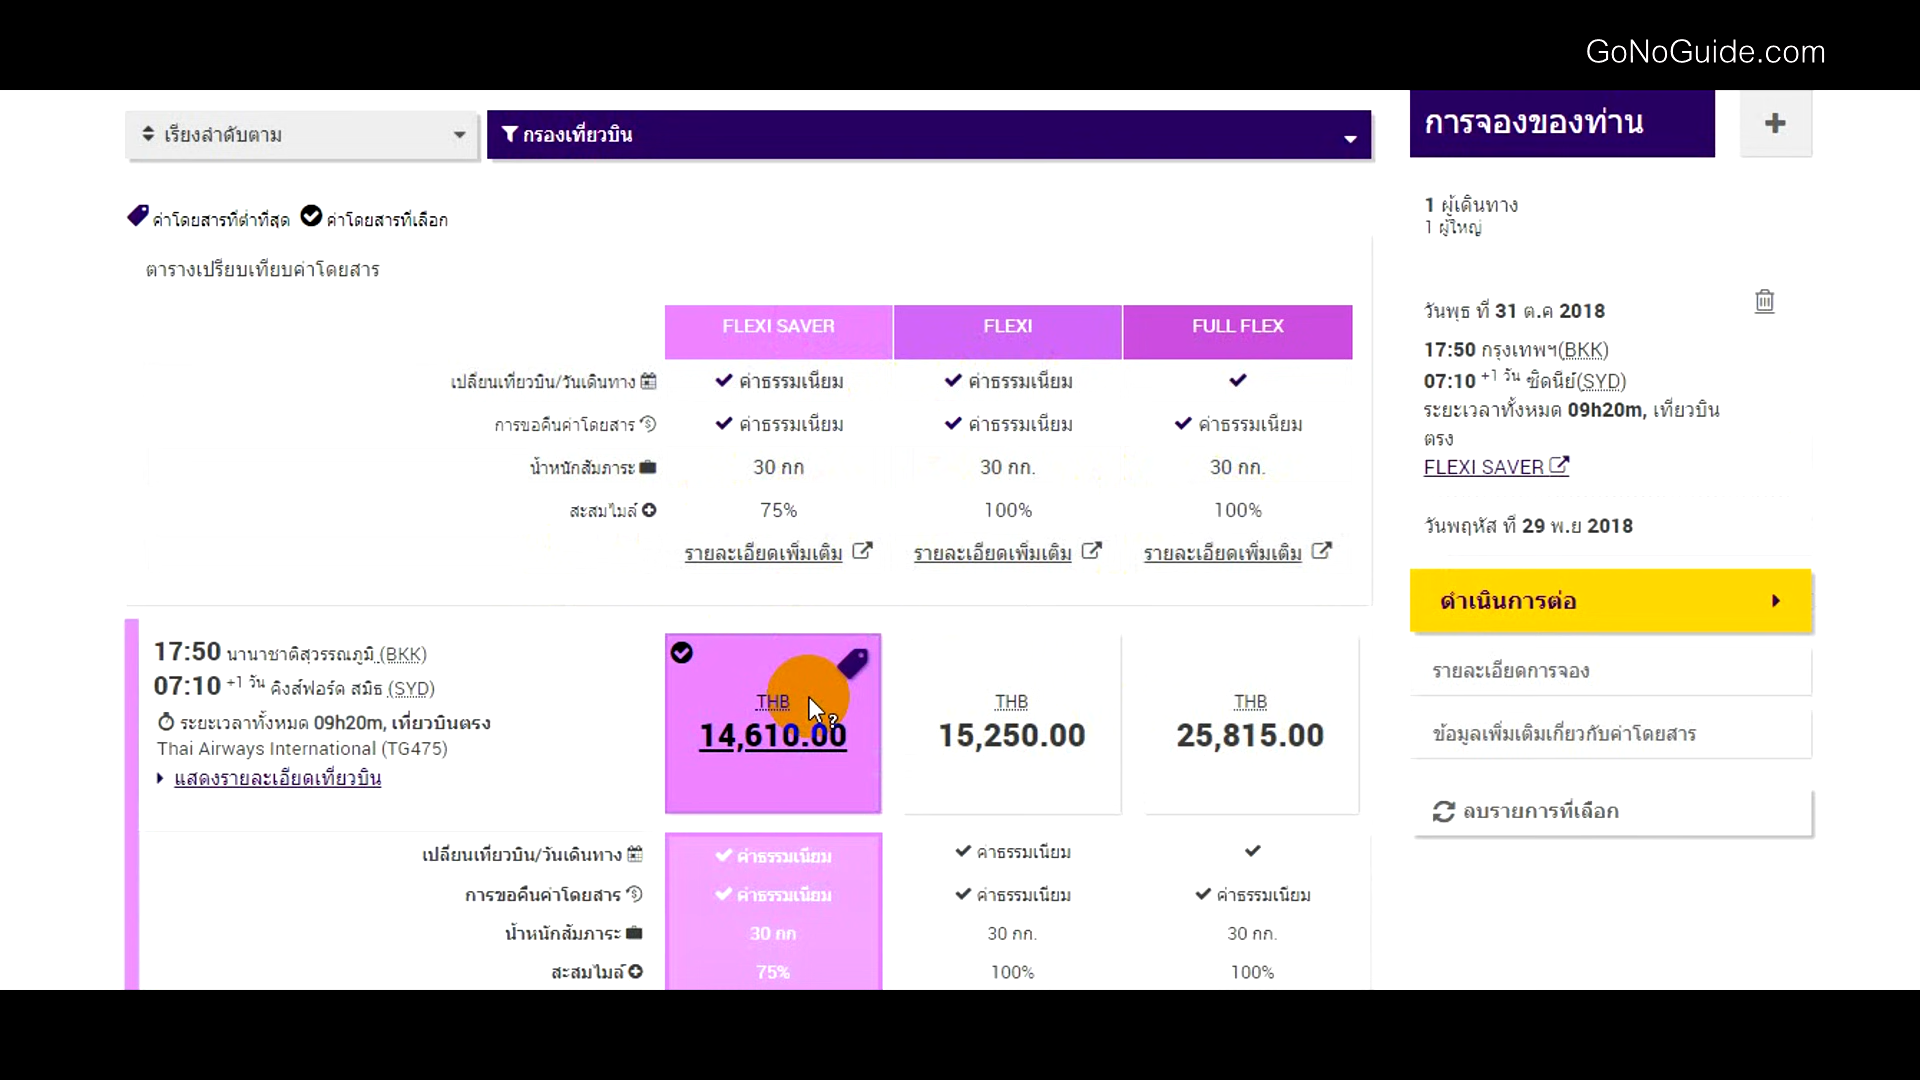 GoNoGuide.com
เรียงลำดับตาม
กรองเที่ยวบิน
การจองของท่าน
ค่าโดยสารที่ต่ำที่สุด ค่าโดยสารที่เลือก
ตารางเปรียบเทียบค่าโดยสาร
FLEXI SAVER FLEXI FULL FLEX
เปลี่ยนเที่ยวบิน/วันเดินทาง ค่าธรรมเนียม ค่าธรรมเนียม
การขอคืนค่าโดยสาร ค่าธรรมเนียม ค่าธรรมเนียม ค่าธรรมเนียม
น้ำหนักสัมภาระ 30 กก 30 กก. 30 กก.
สะสมไมล์ 75% 100% 100%
รายละเอียดเพิ่มเติม รายละเอียดเพิ่มเติม รายละเอียดเพิ่มเติม
17:50 นานาชาติสุวรรณภูมิ (BKK)
07:10 +1 วัน คิงส์ฟอร์ด สมิธ (SYD)
ระยะเวลาทั้งหมด 09h20m, เที่ยวบินตรง
Thai Airways International (TG475)
แสดงรายละเอียดเที่ยวบิน
THB
14,610.00
THB
15,250.00
THB
25,815.00
เปลี่ยนเที่ยวบิน/วันเดินทาง ค่าธรรมเนียม ค่าธรรมเนียม
การขอคืนค่าโดยสาร ค่าธรรมเนียม ค่าธรรมเนียม ค่าธรรมเนียม
น้ำหนักสัมภาระ 30 กก 30 กก. 30 กก.
สะสมไมล์ 75% 100% 100%
1 ผู้เดินทาง
1 ผู้ใหญ่
วันพุธ ที่ 31 ต.ค 2018
17:50 กรุงเทพฯ(BKK)
07:10 +1 วัน ซิดนีย์(SYD)
ระยะเวลาทั้งหมด 09h20m, เที่ยวบิน
ตรง
FLEXI SAVER
วันพฤหัส ที่ 29 พ.ย 2018
ดำเนินการต่อ
รายละเอียดการจอง
ข้อมูลเพิ่มเติมเกี่ยวกับค่าโดยสาร
ลบรายการที่เลือก